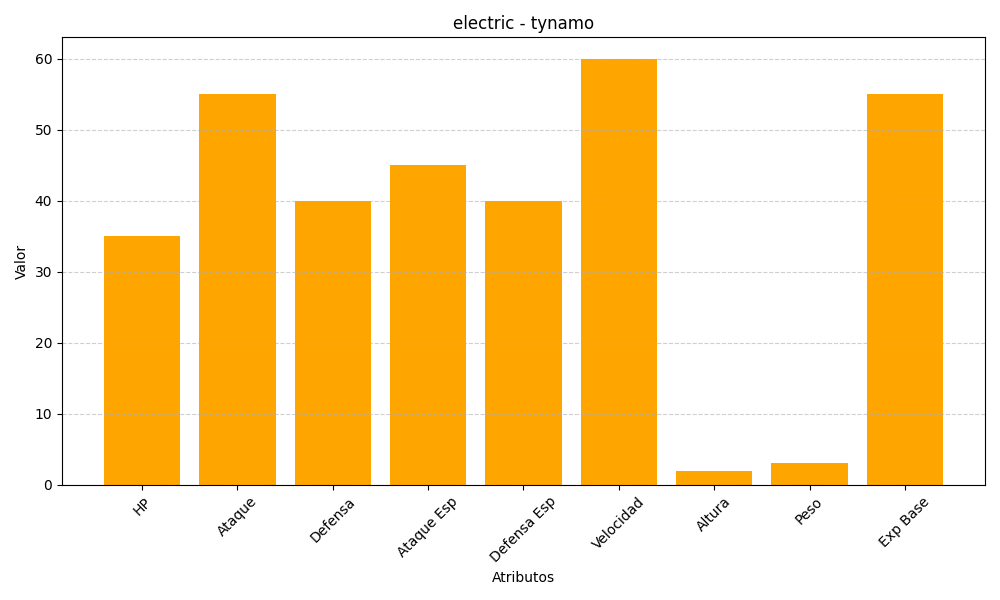 electric - tynamo
Valor
60
50
40
30
20
10
0
HP
Ataque
Defensa
Ataque Esp
Defensa Esp
Velocidad
Altura
Peso
Exp Base
Atributos